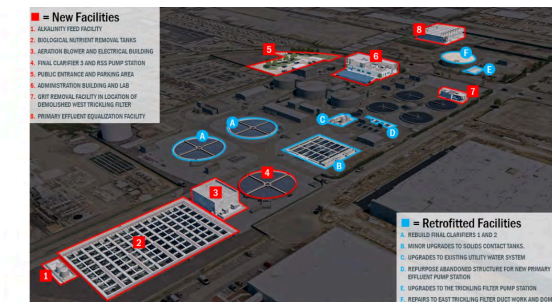 = New Facilities
1. ALKALINITY FEED FACILITY
2. BIOLOGICAL NUTRIENT REMOVAL TANKS
3. AERATION BLOWER AND ELECTRICAL BUILDING
4. FINAL CLARIFIER 3 AND RSS PUMP STATION
5. PUBLIC ENTRANCE AND PARKING AREA
6. ADMINISTRATION BUILDING AND LAB
7. GRIT REMOVAL FACILITY IN LOCATION OF
DEMOLISHED WEST TRICKLING FILTER
8. PRIMARY EFFLUENT EQUALIZATION FACILITY
8
F
5
6
E
7
A
A
C
D
B
4
3
2
1
= Retrofitted Facilities
A. REBUILD FINAL CLARIFIERS 1 AND 2
B. MINOR UPGRADES TO SOLIDS CONTACT TANKS.
C. UPGRADES TO EXISTING UTILITY WATER SYSTEM
D. REPURPOSE ABANDONED STRUCTURE FOR NEW PRIMARY
EFFLUENT PUMP STATION
E. UPGRADES TO THE TRICKLING FILTER PUMP STATION
F. REPAIRS TO EAST TRICKLING FILTER DUCT WORK AND DOME